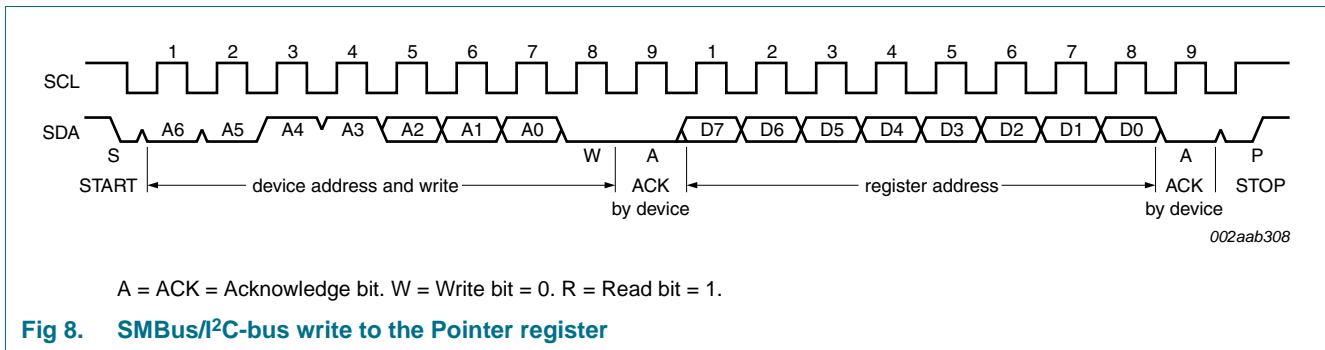 1 2 3 4 5 6 7 8 9 1 2 3 4 5 6 7 8 9
SCL
SDA A6 A5 A4 A3 A2 A1 A0 D7 D6 D5 D4 D3 D2 D1 D0
S W A A P
START device address and write ACK register address ACK STOP
by device by device
002aab308
A = ACK = Acknowledge bit. W = Write bit = 0. R = Read bit = 1.
Fig 8. SMBus/I²C-bus write to the Pointer register